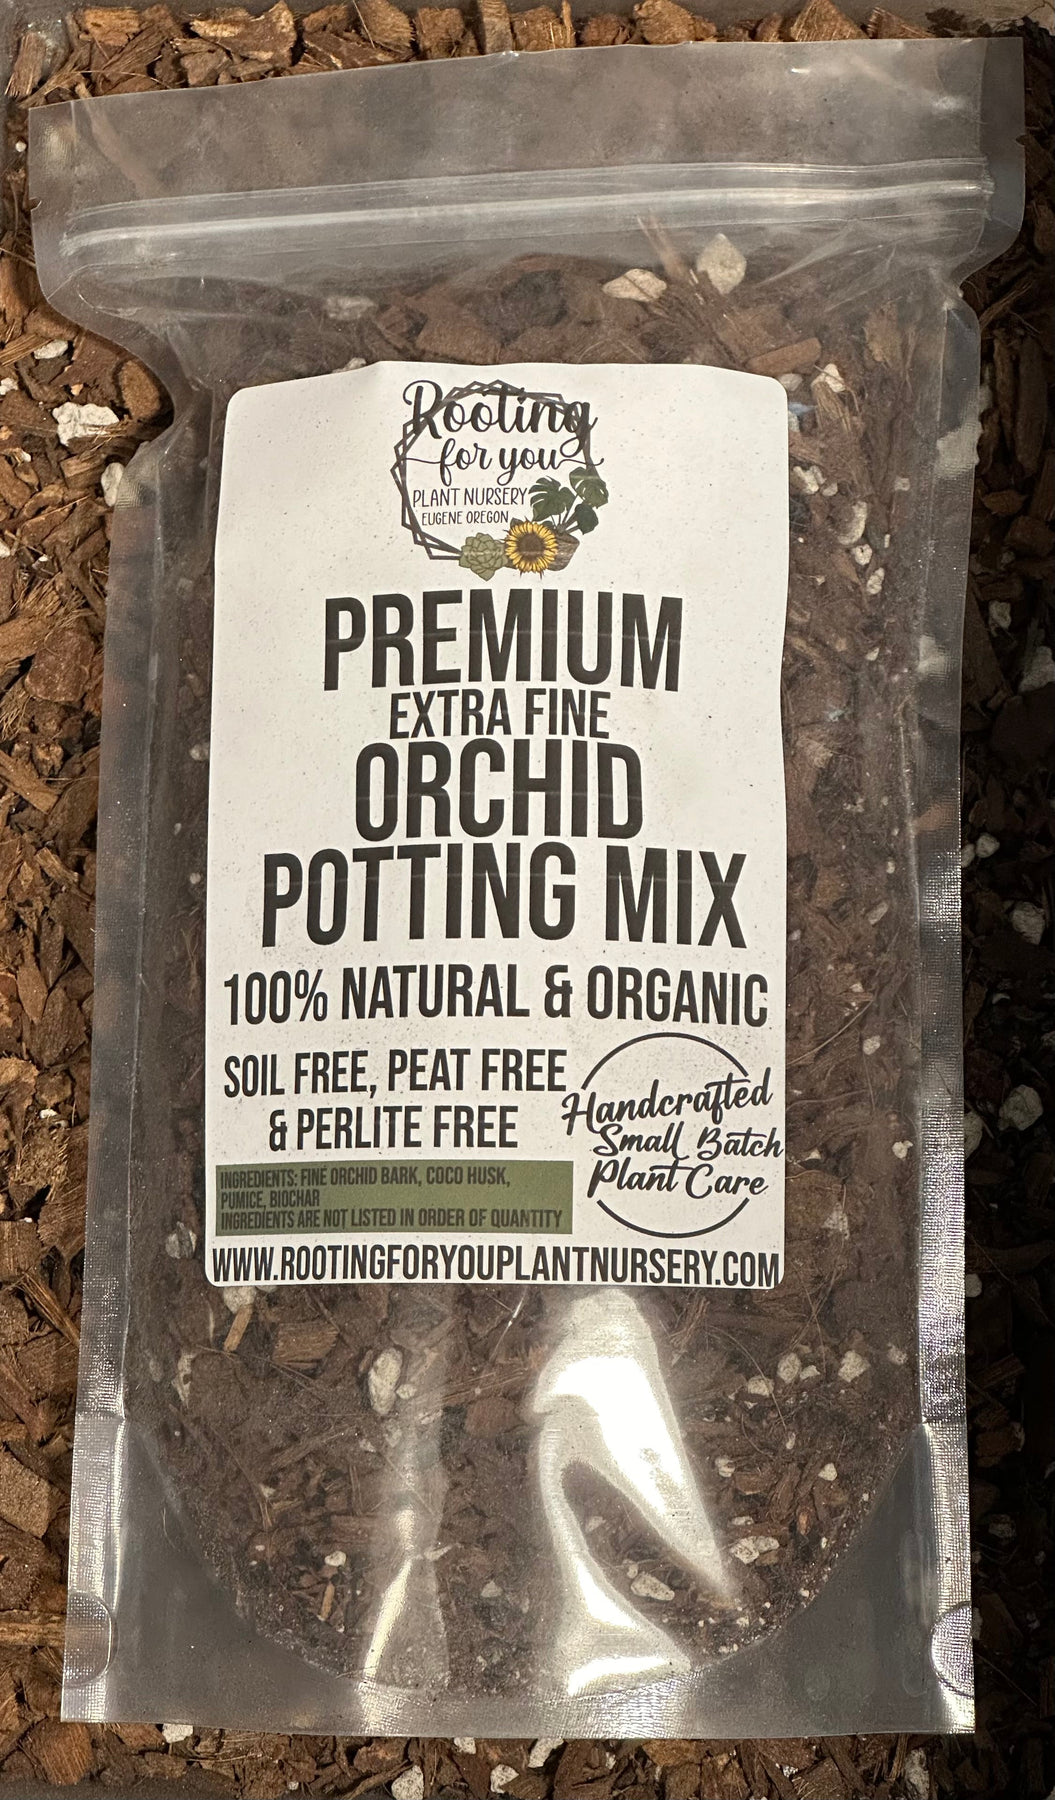 Rooting
for you
PLANT NURSERY
EUGENE OREGON
PREMIUM
EXTRA FINE
ORCHID
POTTING MIX
100% NATURAL & ORGANIC
SOIL FREE, PEAT FREE
& PERLITE FREE
Handcrafted
Small Batch
Plant Care
INGREDIENTS: FINE ORCHID BARK, COCO HUSK,
PUMICE, BIOCHAR
INGREDIENTS ARE NOT LISTED IN ORDER OF QUANTITY
WWW.ROOTINGFORYOUPLANTNURSERY.COM